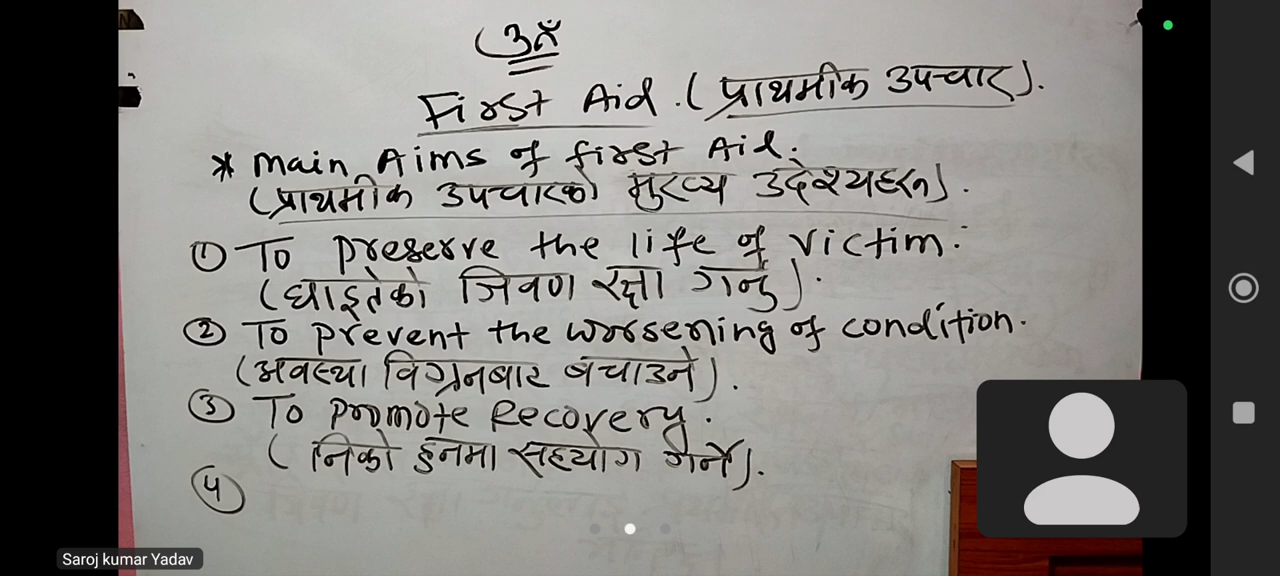 ॐ
First Aid. (प्राथमीक उपचार).
* Main Aims of first Aid:
(प्राथमीक उपचारको मुख्य उद्देश्यहरू).
① To preserve the life of victim.
(घाइतेको जिवण रक्षा गर्नु).
② To prevent the worsening of condition.
(अवस्था विग्रनबाट बचाउने).
③ To promote Recovery.
( निको हुनमा सहयोग गर्ने).
④
Saroj kumar Yadav